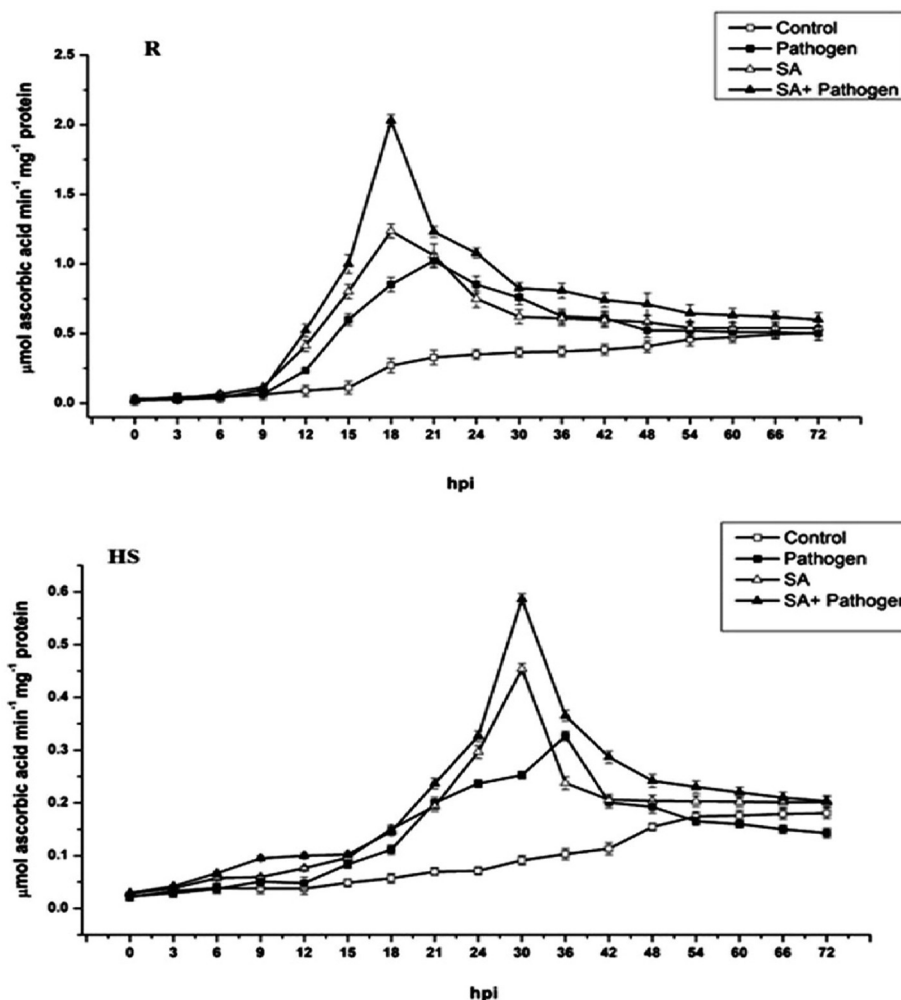 R
Control
Pathogen
SA
SA+ Pathogen
2.5
2.0
1.5
1.0
0.5
0.0
µmol ascorbic acid min⁻¹ mg⁻¹ protein
0 3 6 9 12 15 18 21 24 30 36 42 48 54 60 66 72
hpi
HS
Control
Pathogen
SA
SA+ Pathogen
0.6
0.5
0.4
0.3
0.2
0.1
0.0
µmol ascorbic acid min⁻¹ mg⁻¹ protein
0 3 6 9 12 15 18 21 24 30 36 42 48 54 60 66 72
hpi